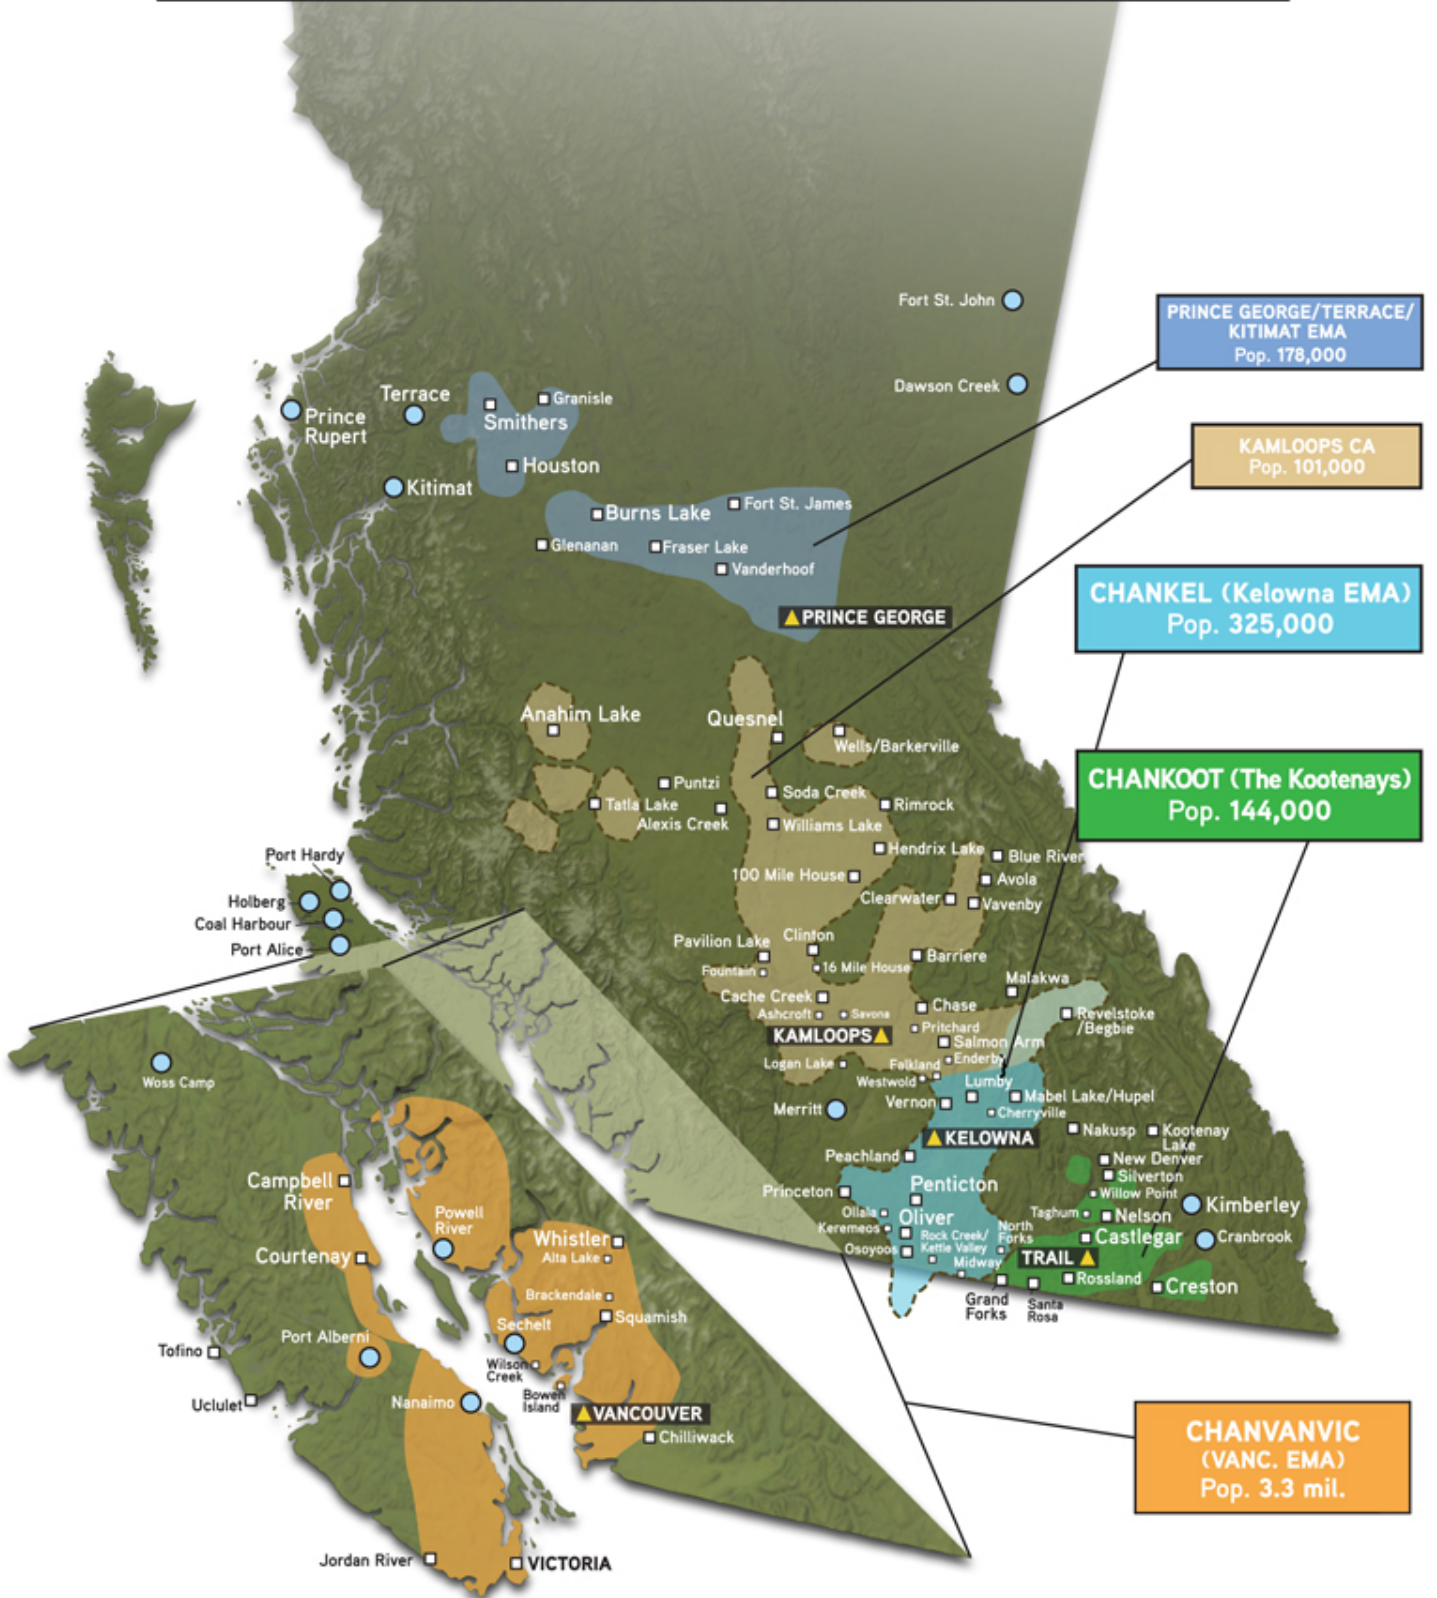 Fort St. John
PRINCE GEORGE/TERRACE/
KITIMAT EMA
Pop. 178,000
Dawson Creek
Terrace
Prince
Rupert
Granisle
Smithers
Houston
Kitimat
KAMLOOPS CA
Pop. 101,000
Fort St. James
Burns Lake
Glenanan
Fraser Lake
Vanderhoof
PRINCE GEORGE
CHANKEL (Kelowna EMA)
Pop. 325,000
Anahim Lake
Quesnel
Wells/Barkerville
CHANKOOT (The Kootenays)
Pop. 144,000
Puntzi
Soda Creek
Tatla Lake
Rimrock
Alexis Creek
Williams Lake
Hendrix Lake
Blue River
100 Mile House
Avola
Clearwater
Vavenby
Port Hardy
Holberg
Coal Harbour
Port Alice
Pavilion Lake
Clinton
Fountain
16 Mile House
Barriere
Malakwa
Cache Creek
Chase
Ashcroft
Savona
Revelstoke
/Begbie
KAMLOOPS
Pritchard
Salmon Arm
Logan Lake
Falkland
Enderby
Westwold
Lumby
Merritt
Vernon
Mabel Lake/Hupel
Cherryville
KELOWNA
Nakusp
Kootenay
Lake
Peachland
New Denver
Silverton
Princeton
Penticton
Willow Point
Kimberley
Ollala
Oliver
Taghum
Nelson
Keremeos
Rock Creek/
Kettle Valley
North
Forks
Castlegar
Cranbrook
Osoyoos
Midway
TRAIL
Rossland
Creston
Grand
Forks
Santa
Rosa
Woss Camp
Campbell
River
Powell
River
Courtenay
Whistler
Alta Lake
Brackendale
Squamish
Sechelt
Port Alberni
Tofino
Wilson
Creek
Bowen
Island
Ucluelet
Nanaimo
VANCOUVER
Chilliwack
CHANVANVIC
(VANC. EMA)
Pop. 3.3 mil.
Jordan River
VICTORIA